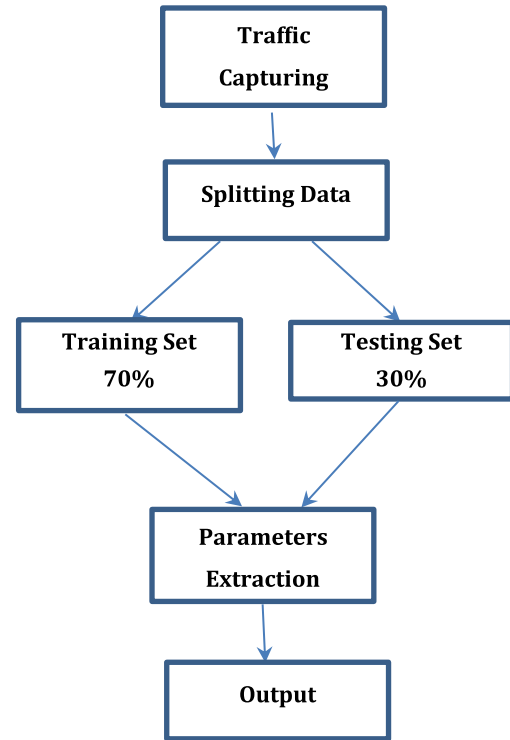 Traffic
Capturing
Splitting Data
Training Set
70%
Testing Set
30%
Parameters
Extraction
Output